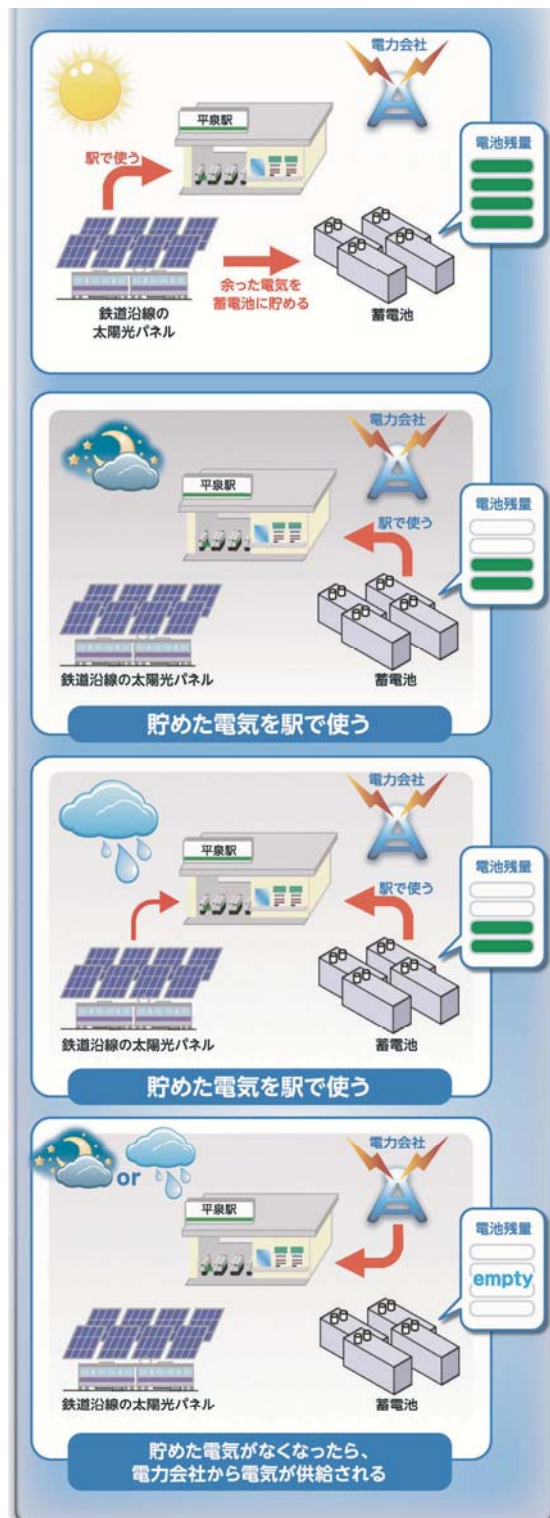 電力会社
平泉駅
電池残量
駅で使う
余った電気を
蓄電池に貯める
鉄道沿線の
太陽光パネル
蓄電池
電力会社
平泉駅
電池残量
駅で使う
鉄道沿線の太陽光パネル
蓄電池
貯めた電気を駅で使う
電力会社
平泉駅
電池残量
駅で使う
鉄道沿線の太陽光パネル
蓄電池
貯めた電気を駅で使う
or
電力会社
平泉駅
電池残量
empty
鉄道沿線の太陽光パネル
蓄電池
貯めた電気がなくなったら、
電力会社から電気が供給される